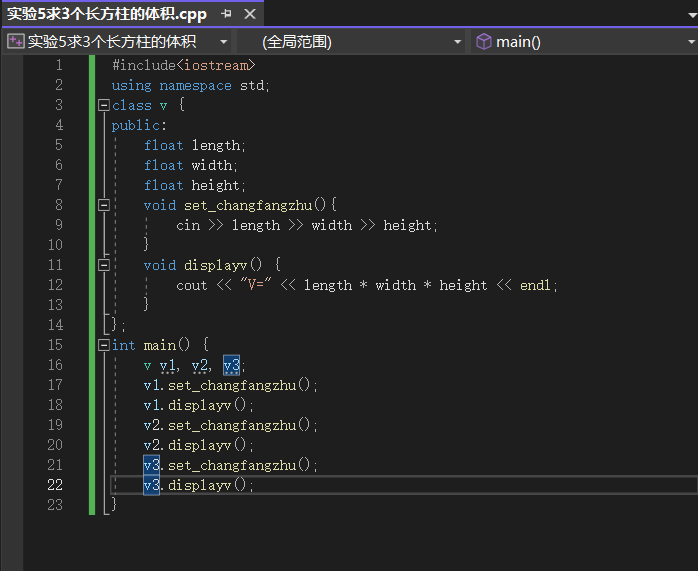 实验5求3个长方柱的体积.cpp
实验5求3个长方柱的体积 (全局范围) main()
1 #include<iostream>
2 using namespace std;
3 class v {
4 public:
5 float length;
6 float width;
7 float height;
8 void set_changfangzhu(){
9 cin >> length >> width >> height;
10 }
11 void displayv() {
12 cout << "V=" << length * width * height << endl;
13 }
14 };
15 int main() {
16 v v1, v2, v3;
17 v1.set_changfangzhu();
18 v1.displayv();
19 v2.set_changfangzhu();
20 v2.displayv();
21 v3.set_changfangzhu();
22 v3.displayv();
23 }